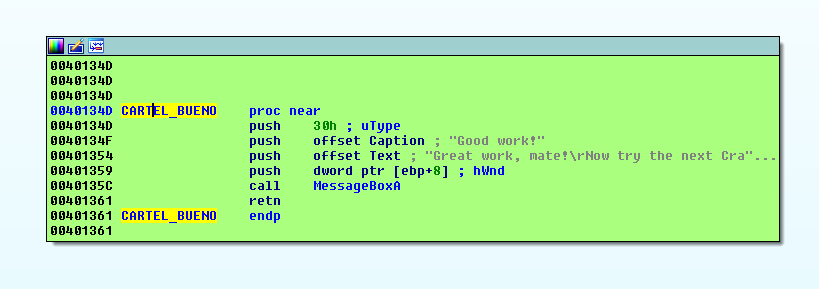 0040134D
0040134D
0040134D
0040134D CARTEL_BUENO proc near
0040134D push 30h ; uType
0040134F push offset Caption ; "Good work!"
00401354 push offset Text ; "Great work, mate!\rNow try the next Cra"...
00401359 push dword ptr [ebp+8] ; hWnd
0040135C call MessageBoxA
00401361 retn
00401361 CARTEL_BUENO endp
00401361